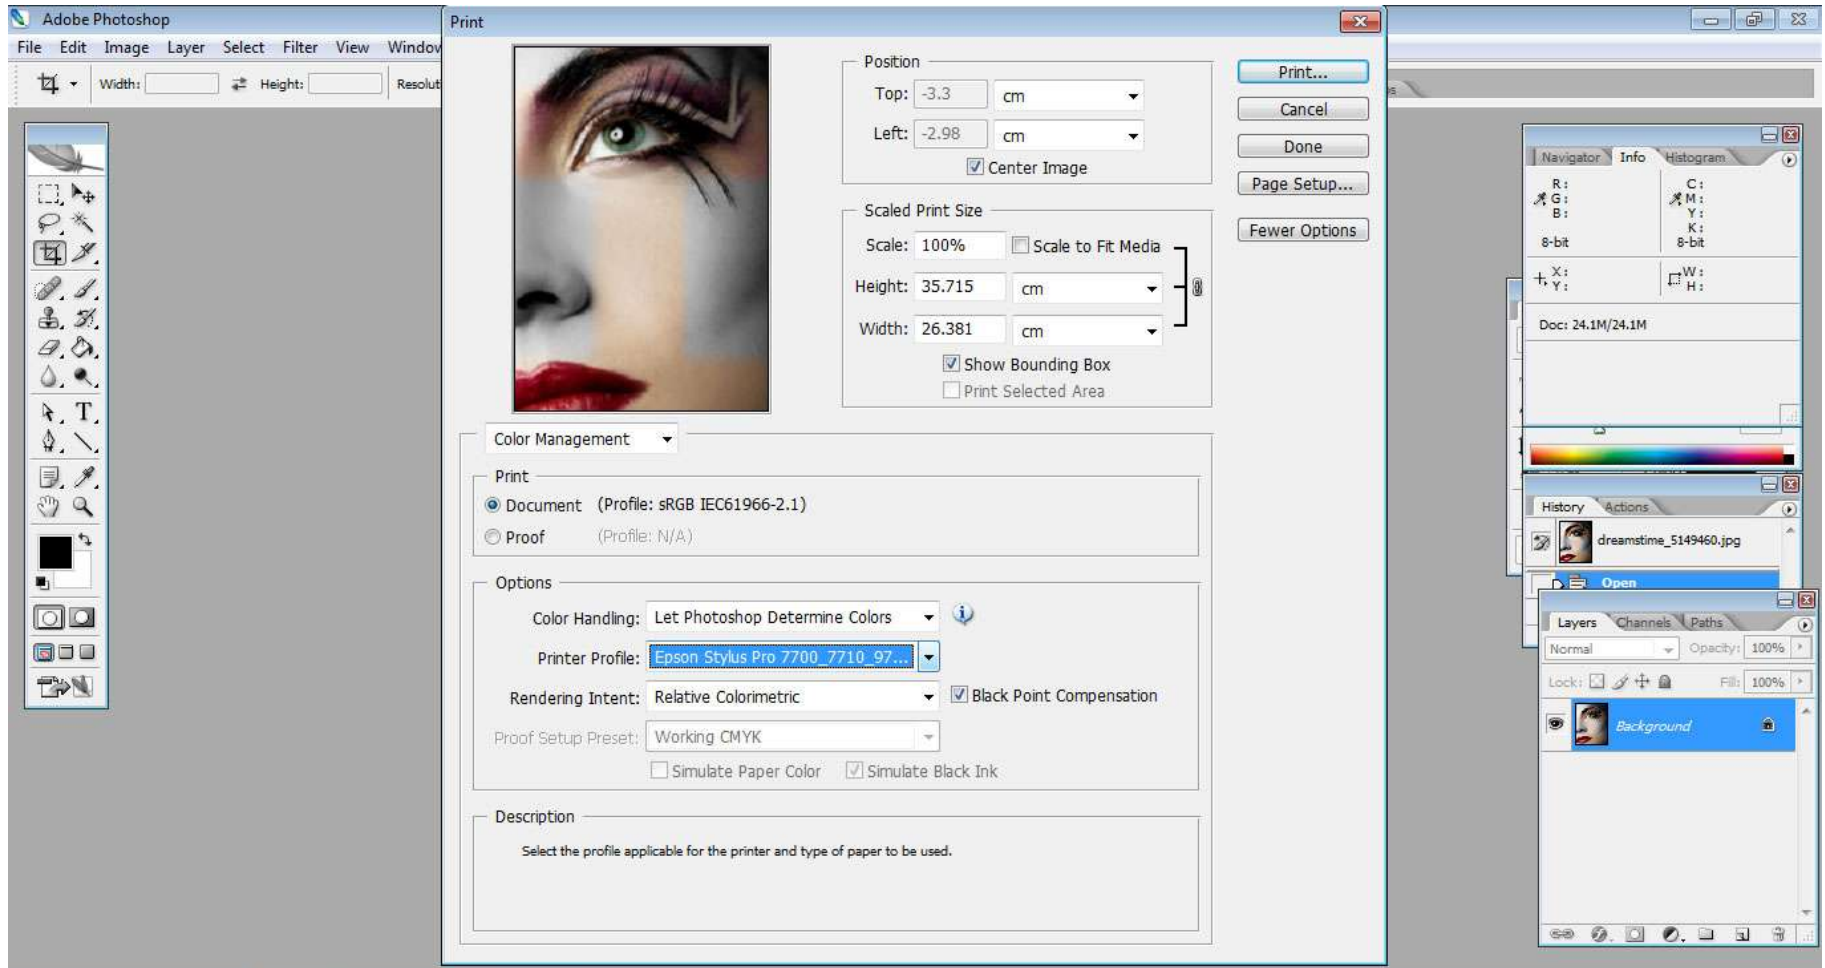 Adobe Photoshop
File Edit Image Layer Select Filter View Window
Width: Height: Resolut
Print
Position
Top: -3.3 cm
Left: -2.98 cm
Center Image
Scaled Print Size
Scale: 100% Scale to Fit Media
Height: 35.715 cm
Width: 26.381 cm
Show Bounding Box
Print Selected Area
Print...
Cancel
Done
Page Setup...
Fewer Options
Color Management
Print
Document (Profile: sRGB IEC61966-2.1)
Proof (Profile: N/A)
Options
Color Handling: Let Photoshop Determine Colors
Printer Profile: Epson Stylus Pro 7700_7710_97...
Rendering Intent: Relative Colorimetric Black Point Compensation
Proof Setup Preset: Working CMYK
Simulate Paper Color Simulate Black Ink
Description
Select the profile applicable for the printer and type of paper to be used.
Navigator Info Histogram
R: C:
G: M:
B: Y:
K:
8-bit 8-bit
X: W:
Y: H:
Doc: 24.1M/24.1M
History Actions
dreamstime_5149460.jpg
Open
Layers Channels Paths
Normal Opacity: 100%
Lock: Fill: 100%
Background